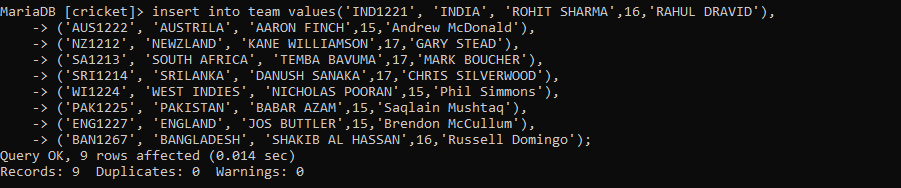 MariaDB [cricket]> insert into team values('IND1221', 'INDIA', 'ROHIT SHARMA',16,'RAHUL DRAVID'),
-> ('AUS1222', 'AUSTRILA', 'AARON FINCH',15,'Andrew McDonald'),
-> ('NZ1212', 'NEWZLAND', 'KANE WILLIAMSON',17,'GARY STEAD'),
-> ('SA1213', 'SOUTH AFRICA', 'TEMBA BAVUMA',17,'MARK BOUCHER'),
-> ('SRI1214', 'SRILANKA', 'DANUSH SANAKA',17,'CHRIS SILVERWOOD'),
-> ('WI1224', 'WEST INDIES', 'NICHOLAS POORAN',15,'Phil Simmons'),
-> ('PAK1225', 'PAKISTAN', 'BABAR AZAM',15,'Saqlain Mushtaq'),
-> ('ENG1227', 'ENGLAND', 'JOS BUTTLER',15,'Brendon McCullum'),
-> ('BAN1267', 'BANGLADESH', 'SHAKIB AL HASSAN',16,'Russell Domingo');
Query OK, 9 rows affected (0.014 sec)
Records: 9  Duplicates: 0  Warnings: 0